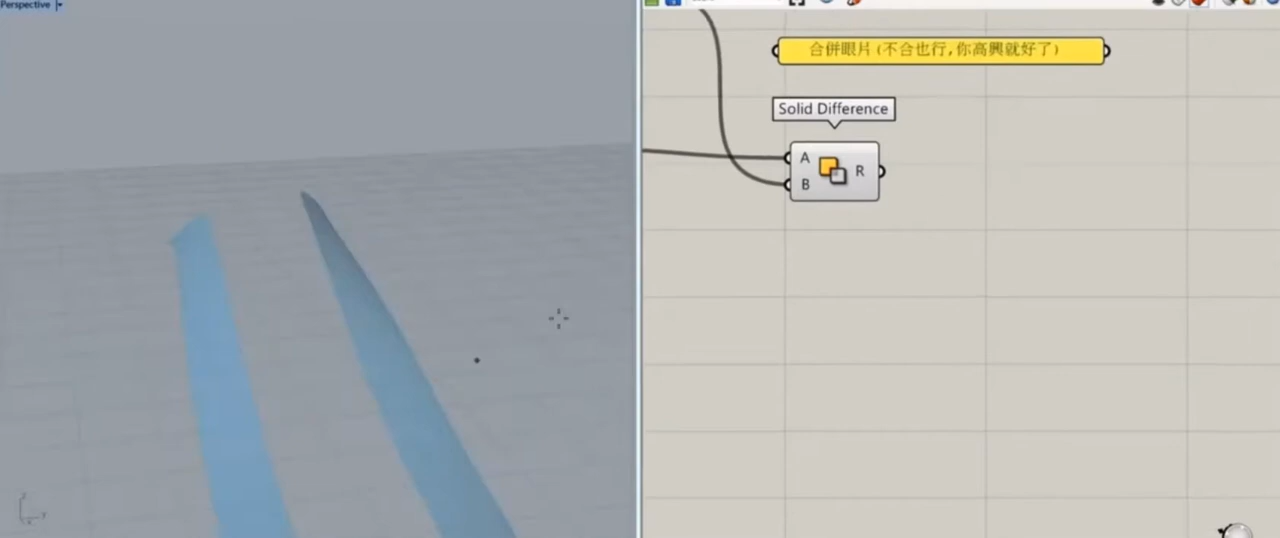 Perspective
合併眼片(不合也行,你高興就好了)
Solid Difference
A
R
B
z
x
y